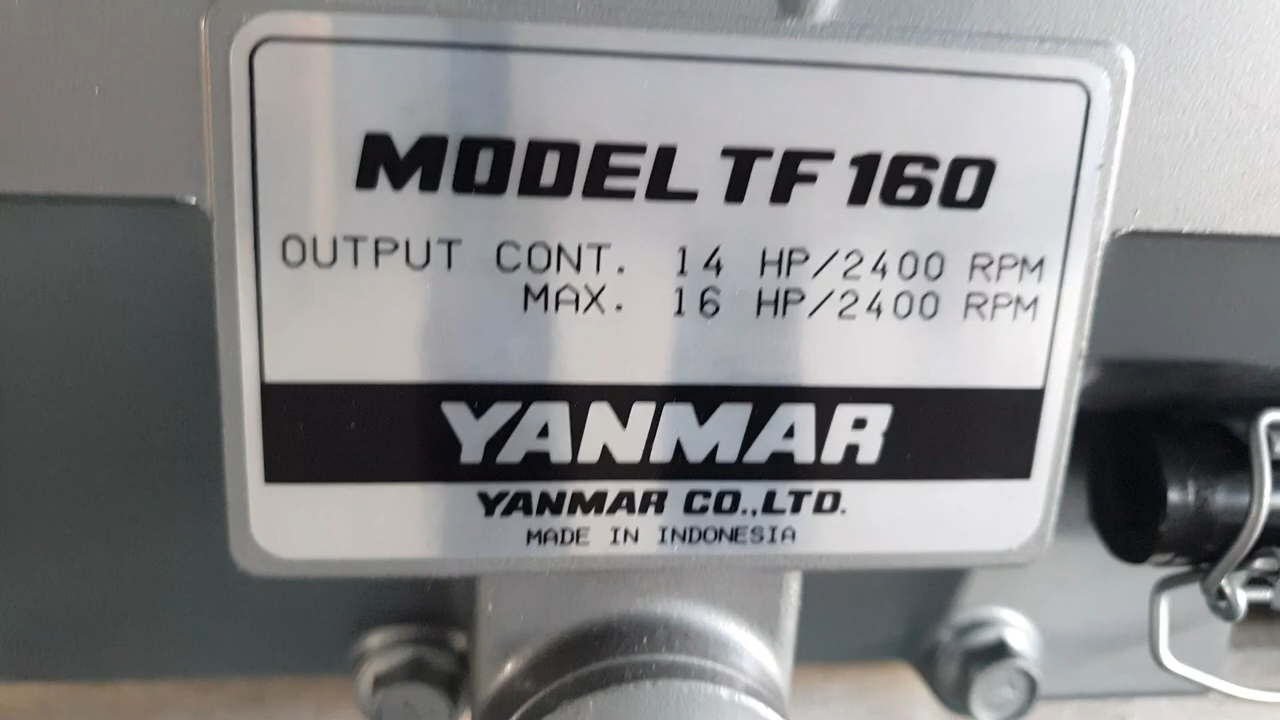 MODEL TF 160
OUTPUT CONT. 14 HP/2400 RPM
MAX. 16 HP/2400 RPM
YANMAR
YANMAR CO.,LTD.
MADE IN INDONESIA